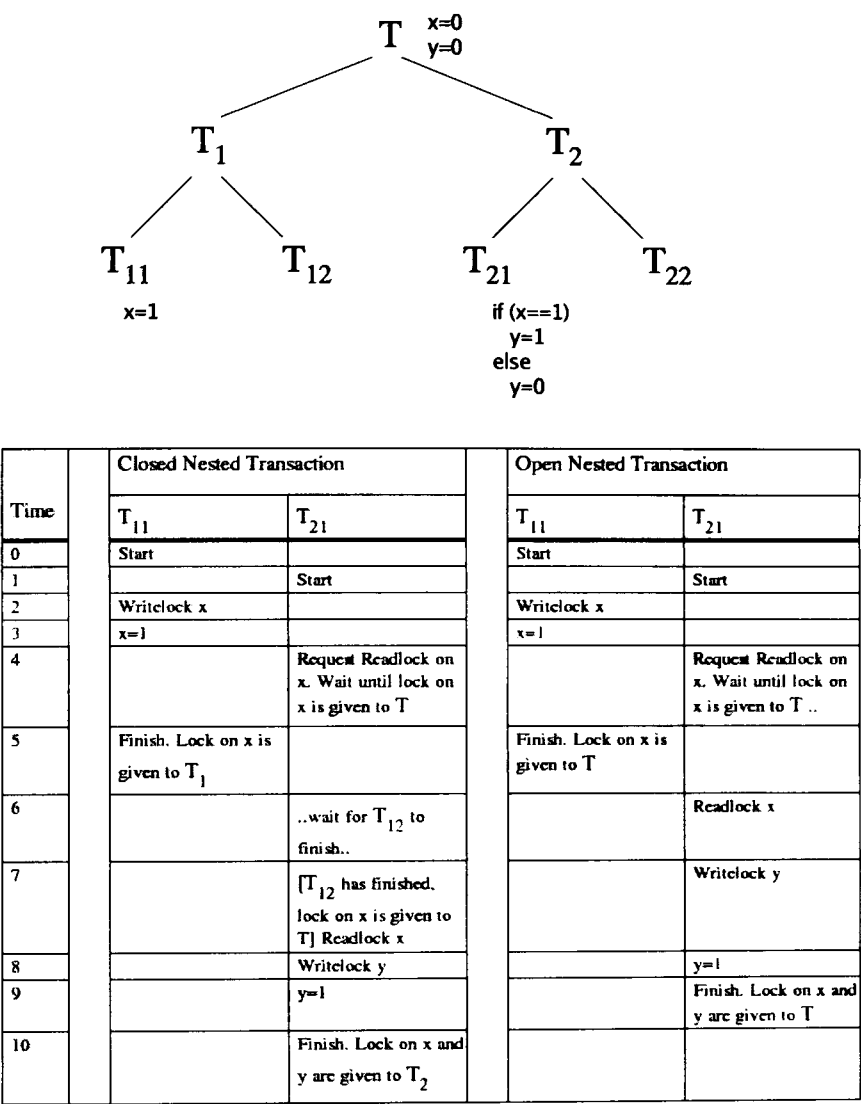 T x=0
y=0
T1 T2
T11 T12 T21 T22
x=1 if (x==1)
y=1
else
y=0
Closed Nested Transaction Open Nested Transaction
Time T11 T21 T11 T21
0 Start Start
1 Start Start
2 Writelock x Writelock x
3 x=1 x=1
4 Request Readlock on Request Readlock on
x. Wait until lock on x. Wait until lock on
x is given to T x is given to T ..
5 Finish. Lock on x is Finish. Lock on x is
given to T1 given to T
6 ..wait for T12 to Readlock x
finish..
7 [T12 has finished, Writelock y
lock on x is given to
T] Readlock x
8 Writelock y y=1
9 y=1 Finish. Lock on x and
y are given to T
10 Finish. Lock on x and
y are given to T2